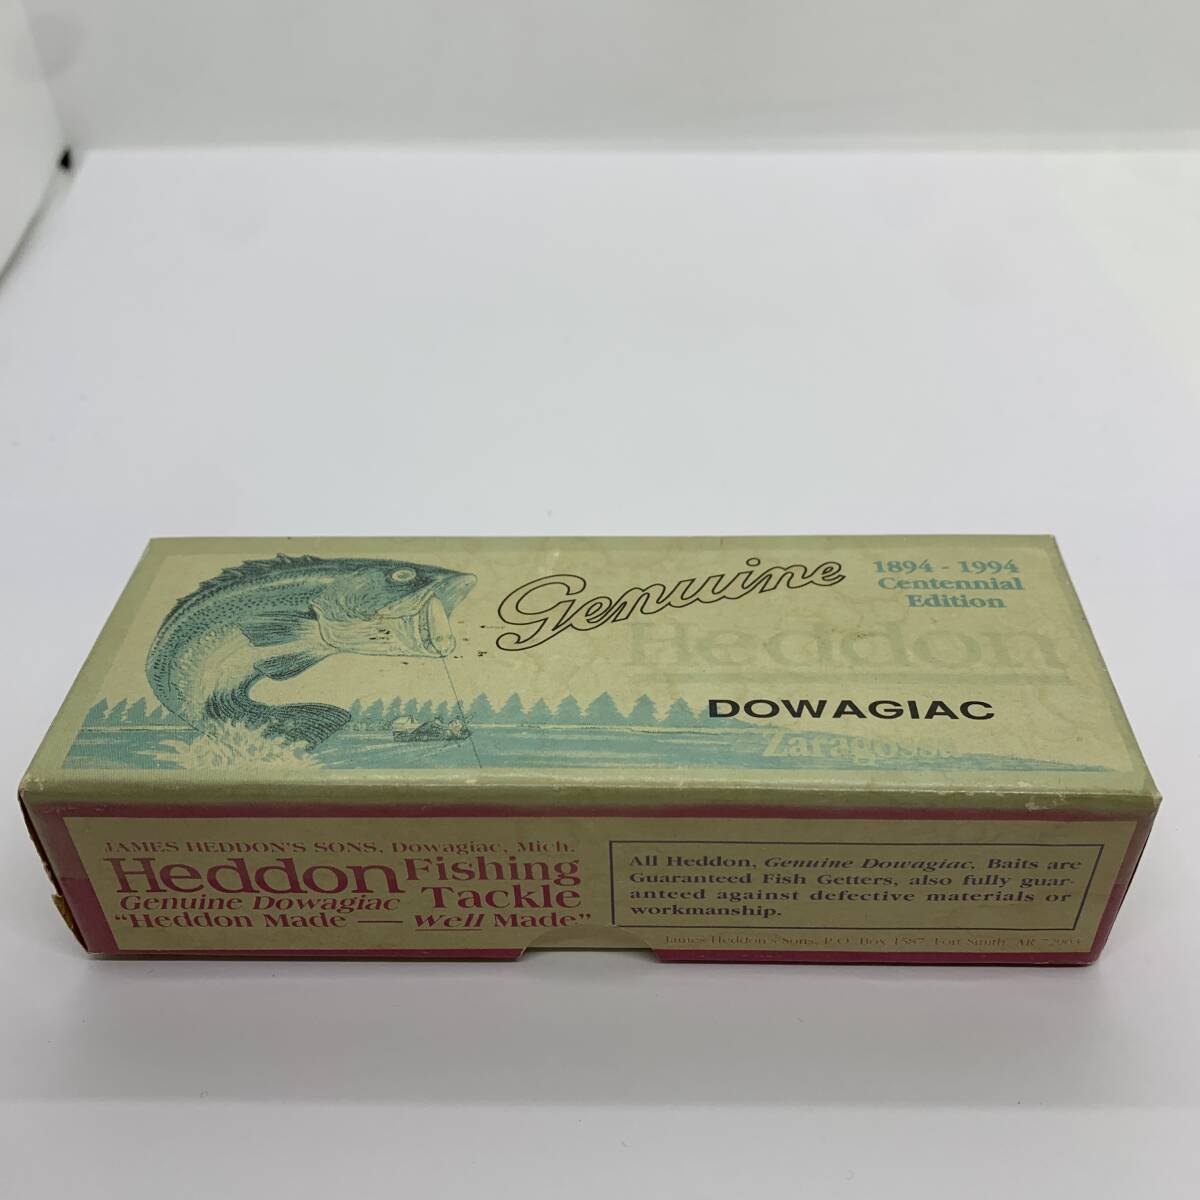 Genuine
1894 - 1994
Centennial
Edition
Heddon
DOWAGIAC
Zaragossa
JAMES HEDDON'S SONS, Dowagiac, Mich.
Heddon Fishing Tackle
Genuine Dowagiac
"Heddon Made — Well Made"
All Heddon, Genuine Dowagiac, Baits are
Guaranteed Fish Getters, also fully guar-
anteed against defective materials or
workmanship.
James Heddon's Sons, P.O. Box 1587, Fort Smith, AR 72903